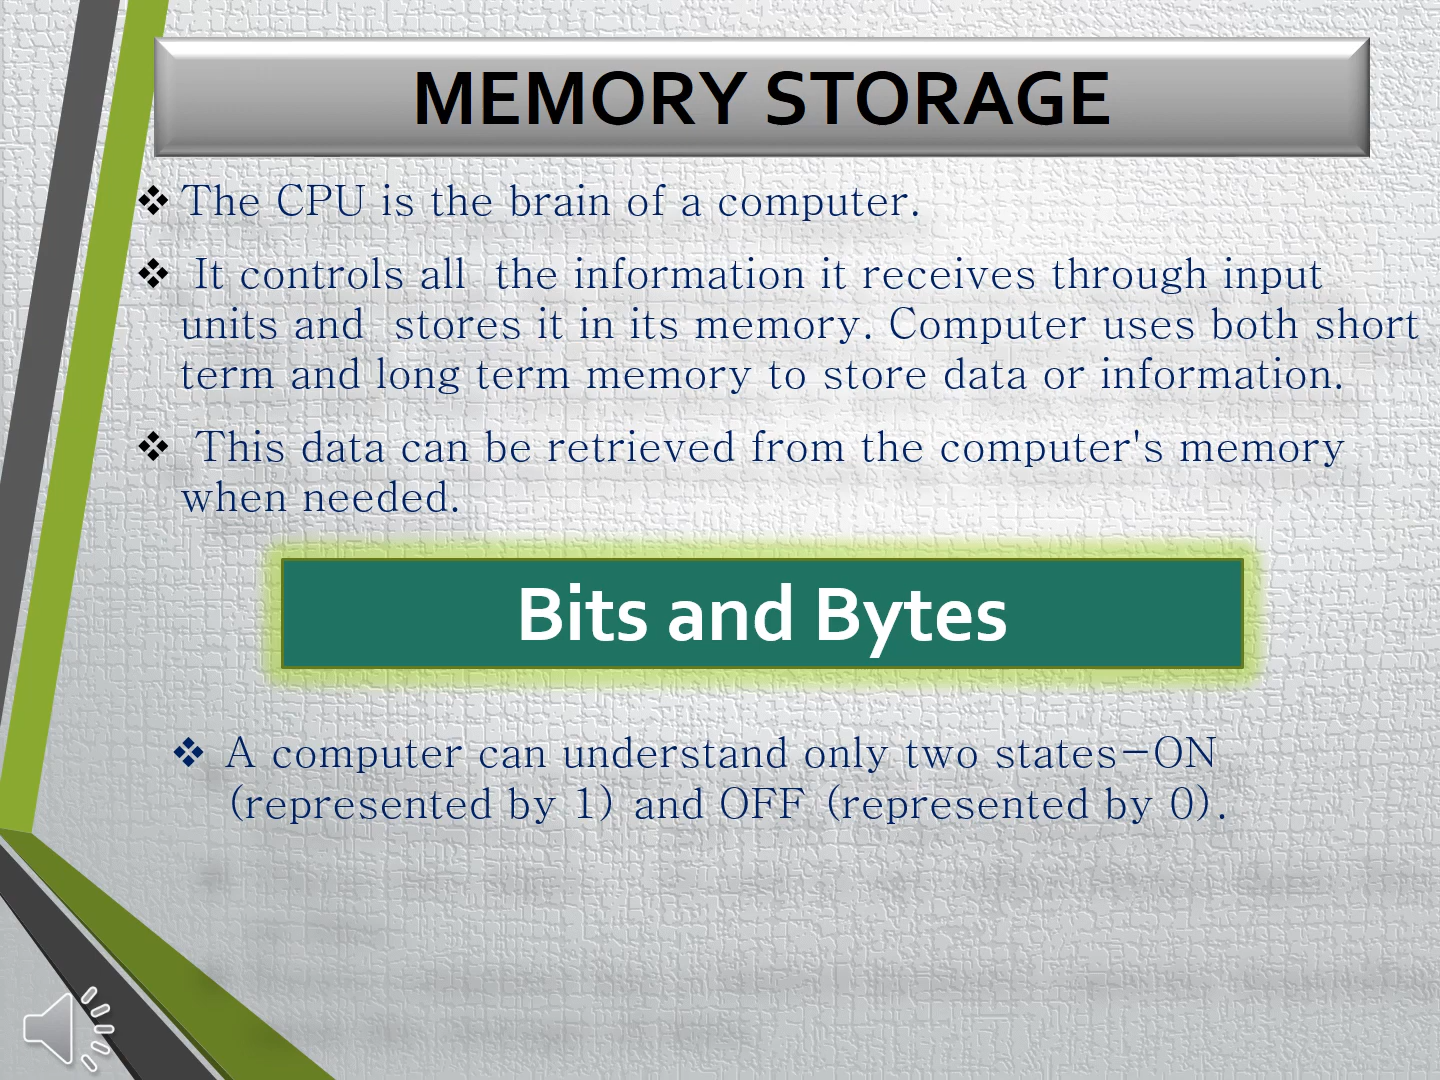 MEMORY STORAGE
❖ The CPU is the brain of a computer.
❖ It controls all the information it receives through input
units and stores it in its memory. Computer uses both short
term and long term memory to store data or information.
❖ This data can be retrieved from the computer's memory
when needed.
Bits and Bytes
❖ A computer can understand only two states–ON
(represented by 1) and OFF (represented by 0).